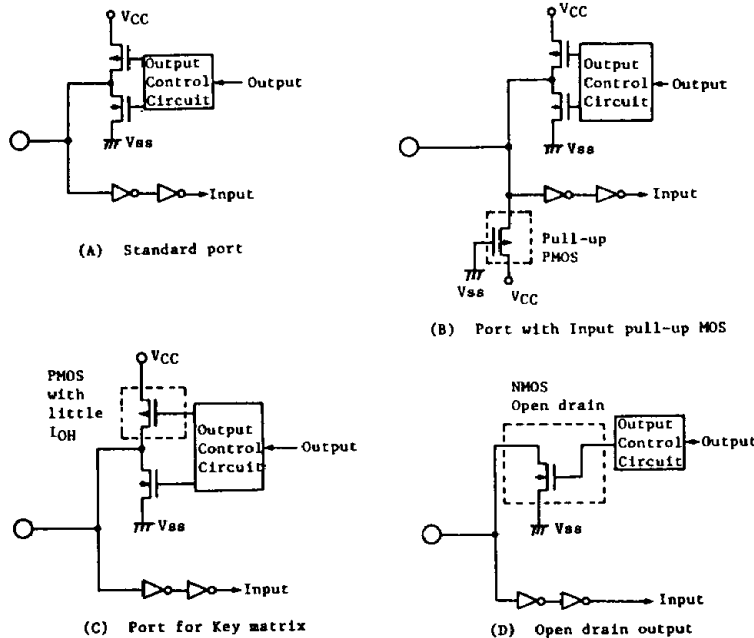 VCC
Output
Control
Circuit
Output
Vss
Input
(A) Standard port
VCC
Output
Control
Circuit
Output
Vss
Input
Pull-up
PMOS
Vss
VCC
(B) Port with Input pull-up MOS
VCC
PMOS
with
little
IOH
Output
Control
Circuit
Output
Vss
Input
(C) Port for Key matrix
NMOS
Open drain
Output
Control
Circuit
Output
Vss
Input
(D) Open drain output